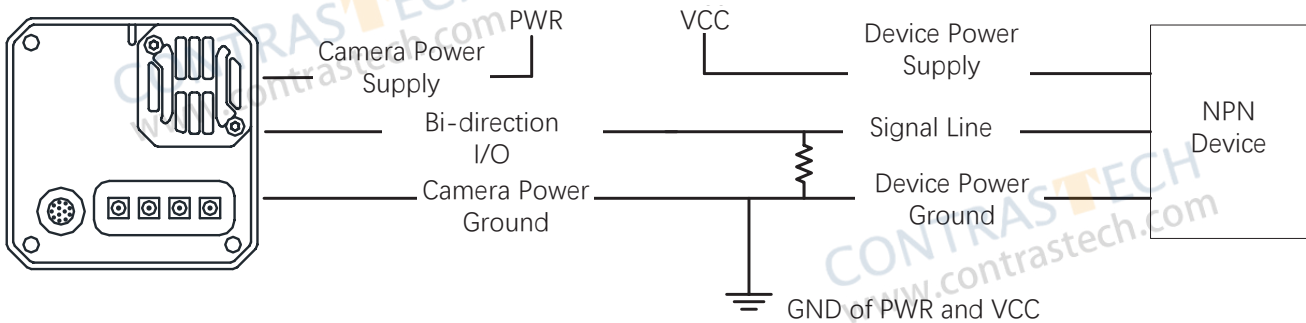 PWR
VCC
Camera Power
Supply
Device Power
Supply
Bi-direction
I/O
Signal Line
NPN
Device
Camera Power
Ground
Device Power
Ground
GND of PWR and VCC
CONTRASTECH
www.contrastech.com
CONTRASTECH
www.contrastech.com